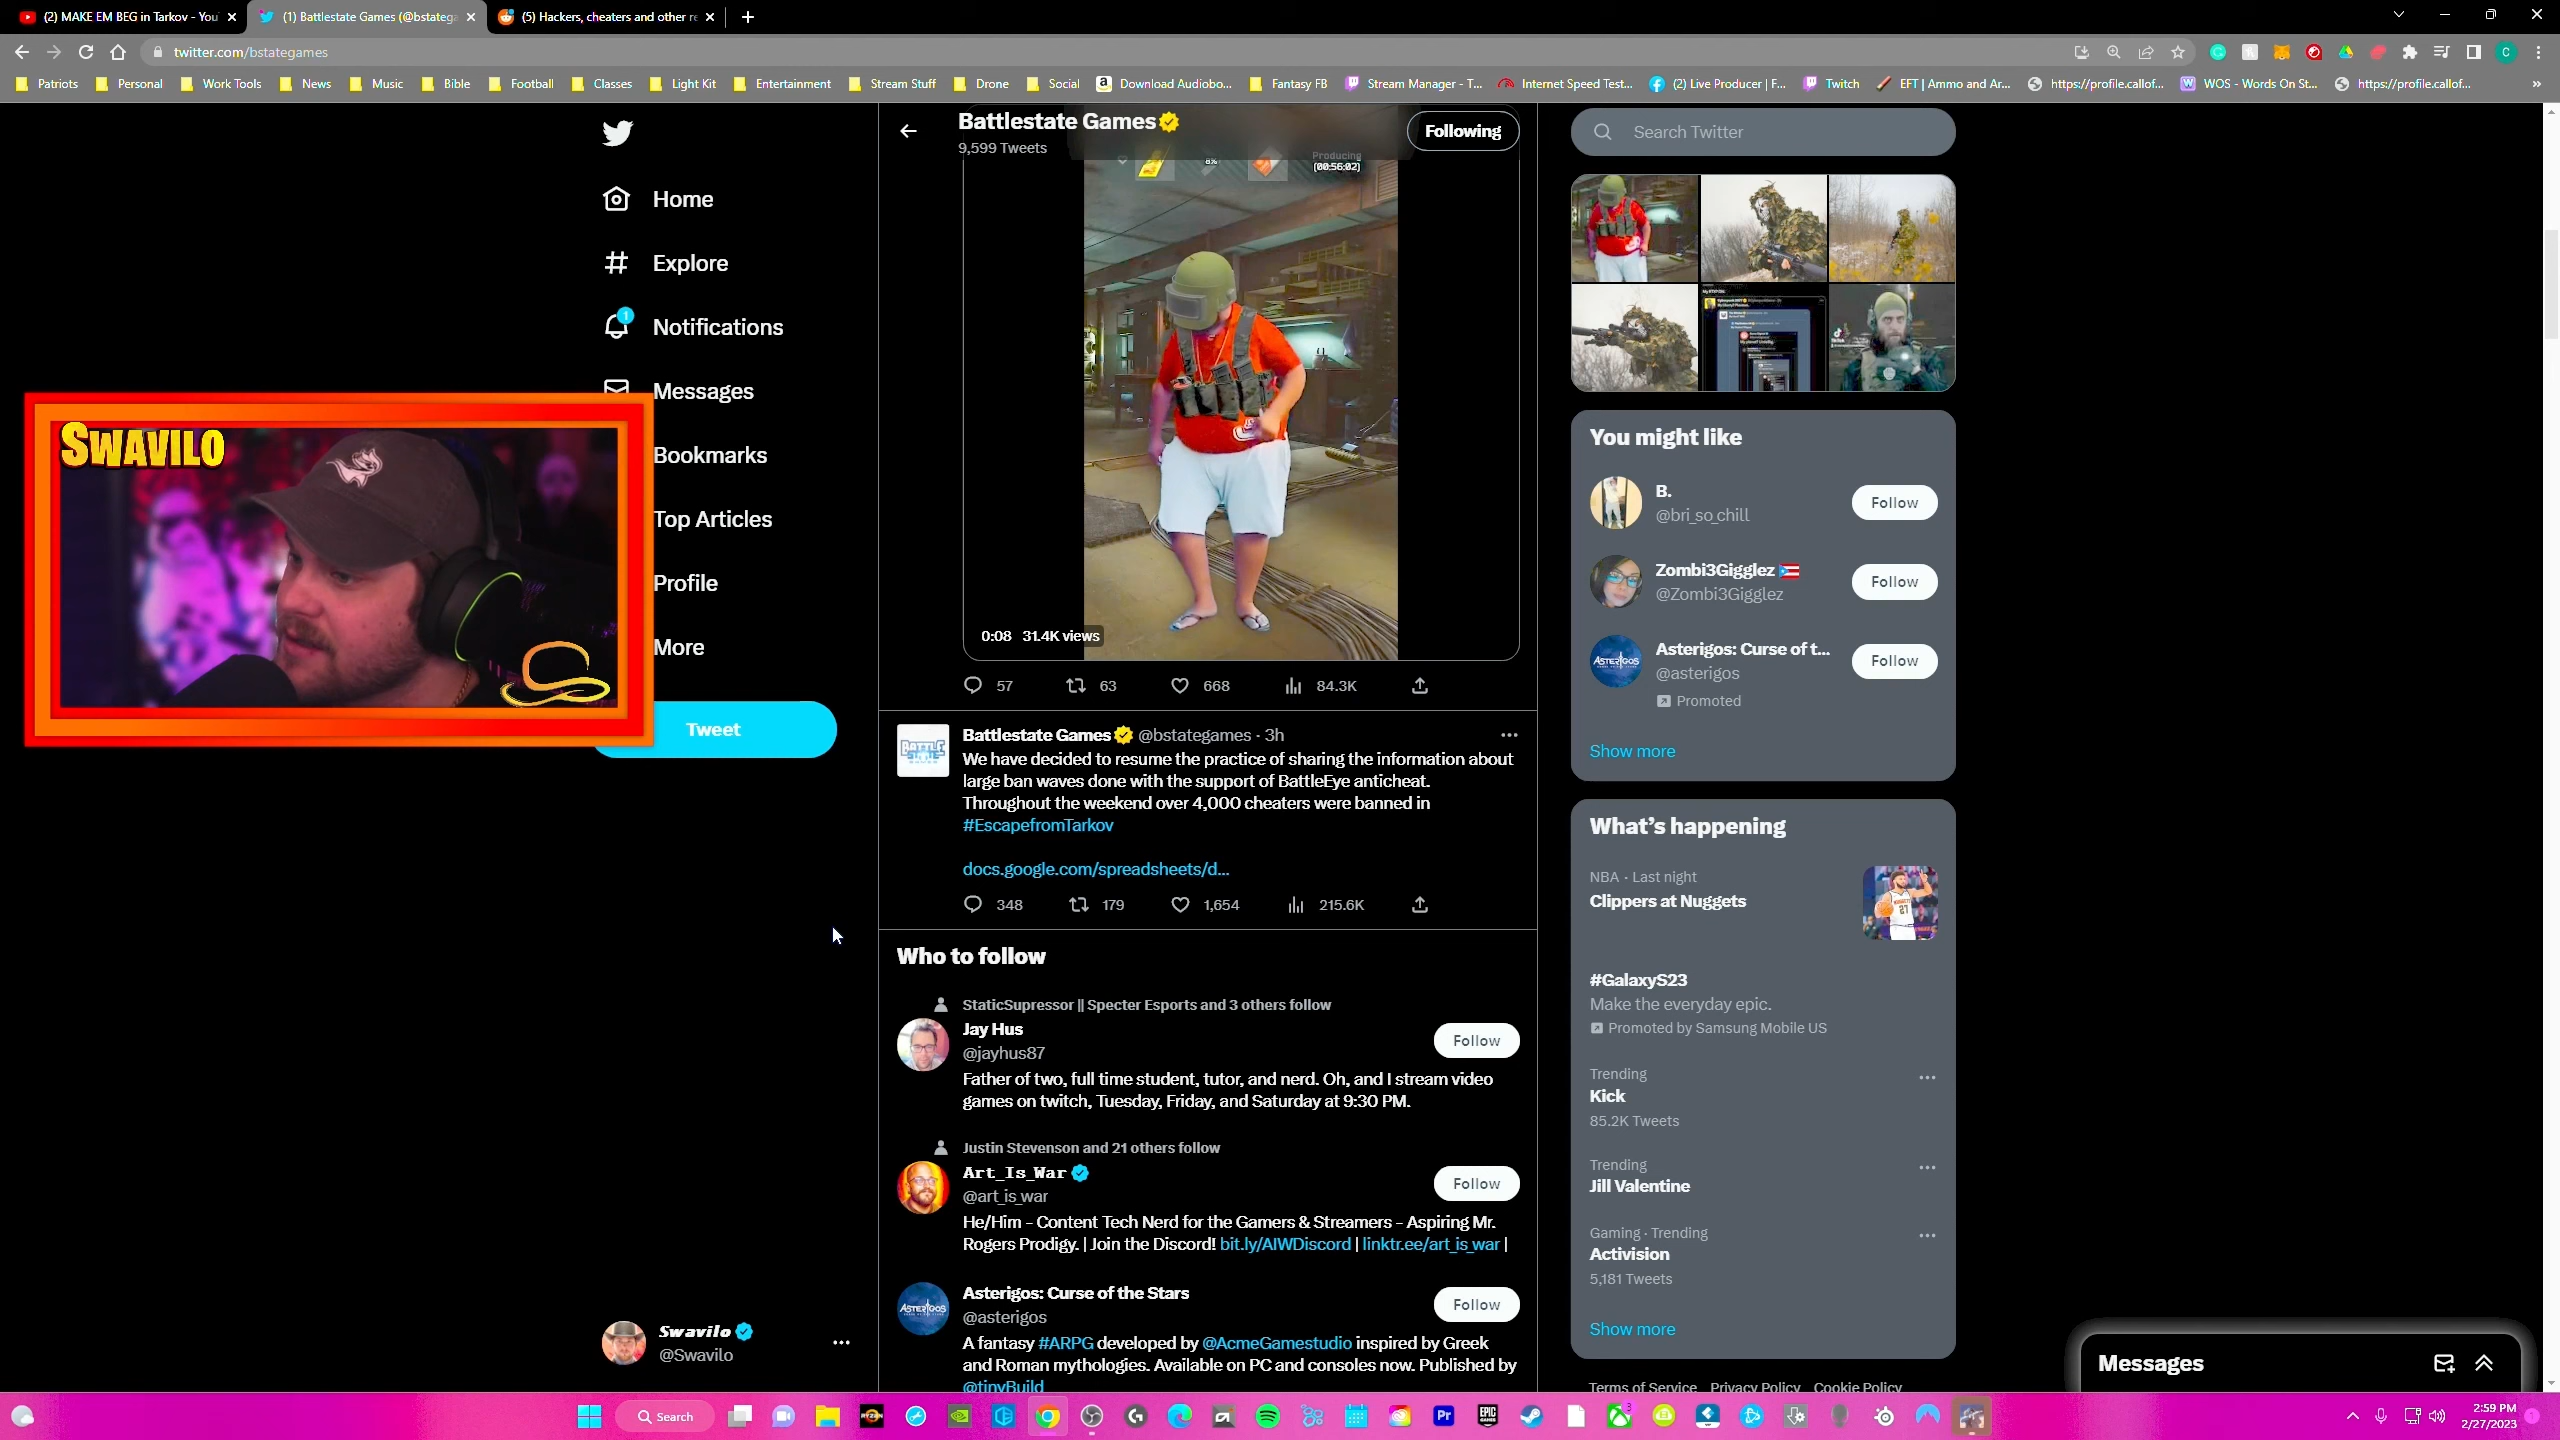 (2) MAKE EM BEG in Tarkov - You
(1) Battlestate Games (@bstatega
(5) Hackers, cheaters and other re
twitter.com/bstategames
Patriots
Personal
Work Tools
News
Music
Bible
Football
Classes
Light Kit
Entertainment
Stream Stuff
Drone
Social
Download Audiobo...
Fantasy FB
Stream Manager - T...
Internet Speed Test...
(2) Live Producer | F...
Twitch
EFT | Ammo and Ar...
https://profile.callof...
WOS - Words On St...
https://profile.callof...
Home
Explore
1
Notifications
Messages
Bookmarks
Top Articles
Profile
More
Tweet
SWAVILO
Swavilo
@Swavilo
Battlestate Games
9,599 Tweets
Following
8%
Producing
(00:56:02)
0:08 31.4K views
57 63 668 84.3K
Battlestate Games @bstategames · 3h
We have decided to resume the practice of sharing the information about
large ban waves done with the support of BattlEye anticheat.
Throughout the weekend over 4,000 cheaters were banned in
#EscapefromTarkov
docs.google.com/spreadsheets/d...
348 179 1,654 215.6K
Who to follow
StaticSupressor || Specter Esports and 3 others follow
Jay Hus
@jayhus87
Follow
Father of two, full time student, tutor, and nerd. Oh, and I stream video
games on twitch, Tuesday, Friday, and Saturday at 9:30 PM.
Justin Stevenson and 21 others follow
Art_Is_War
@art_is_war
Follow
He/Him - Content Tech Nerd for the Gamers & Streamers - Aspiring Mr.
Rogers Prodigy. | Join the Discord! bit.ly/AIWDiscord | linktr.ee/art_is_war |
Asterigos: Curse of the Stars
@asterigos
Follow
A fantasy #ARPG developed by @AcmeGamestudio inspired by Greek
and Roman mythologies. Available on PC and consoles now. Published by
@tinyBuild
Search Twitter
You might like
B.
@bri_so_chill
Follow
Zombi3Gigglez
@Zombi3Gigglez
Follow
ASTERIGOS
Asterigos: Curse of t...
@asterigos
Follow
Promoted
Show more
What's happening
NBA · Last night
Clippers at Nuggets
#GalaxyS23
Make the everyday epic.
Promoted by Samsung Mobile US
Trending
Kick
85.2K Tweets
Trending
Jill Valentine
Gaming · Trending
Activision
5,181 Tweets
Show more
Terms of Service Privacy Policy Cookie Policy
Messages
Search
2:59 PM
2/27/2023